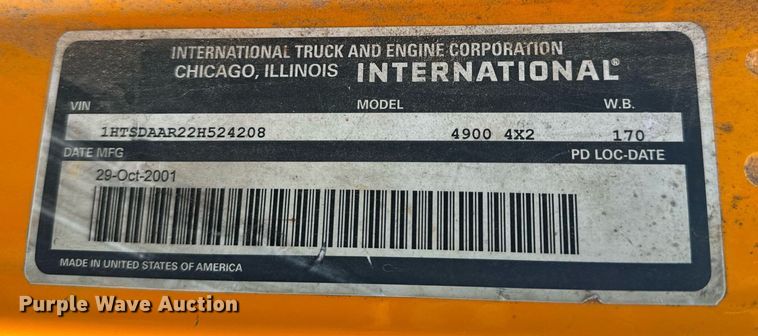 INTERNATIONAL TRUCK AND ENGINE CORPORATION
CHICAGO, ILLINOIS INTERNATIONAL®
VIN MODEL W.B.
1HTSDAAR22H524208 4900 4X2 170
DATE MFG PD LOC-DATE
29-Oct-2001
MADE IN UNITED STATES OF AMERICA
Purple Wave Auction